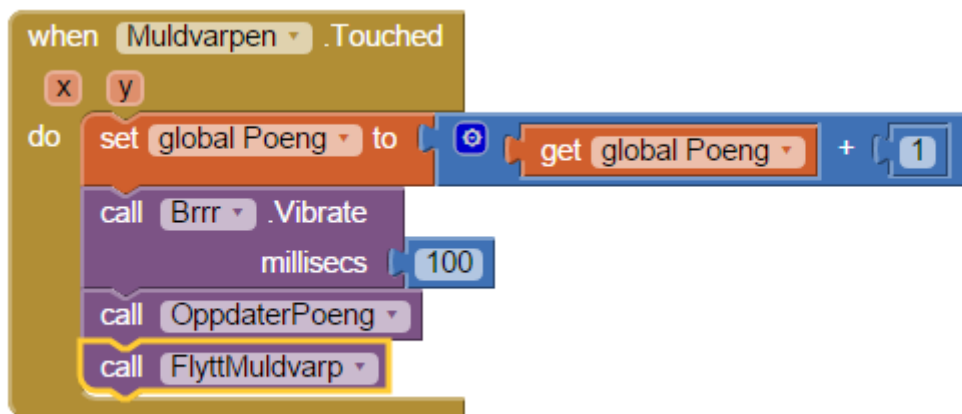 when Muldvarpen .Touched
x y
do set global Poeng to get global Poeng + 1
call Brrr .Vibrate
millisecs 100
call OppdaterPoeng
call FlyttMuldvarp